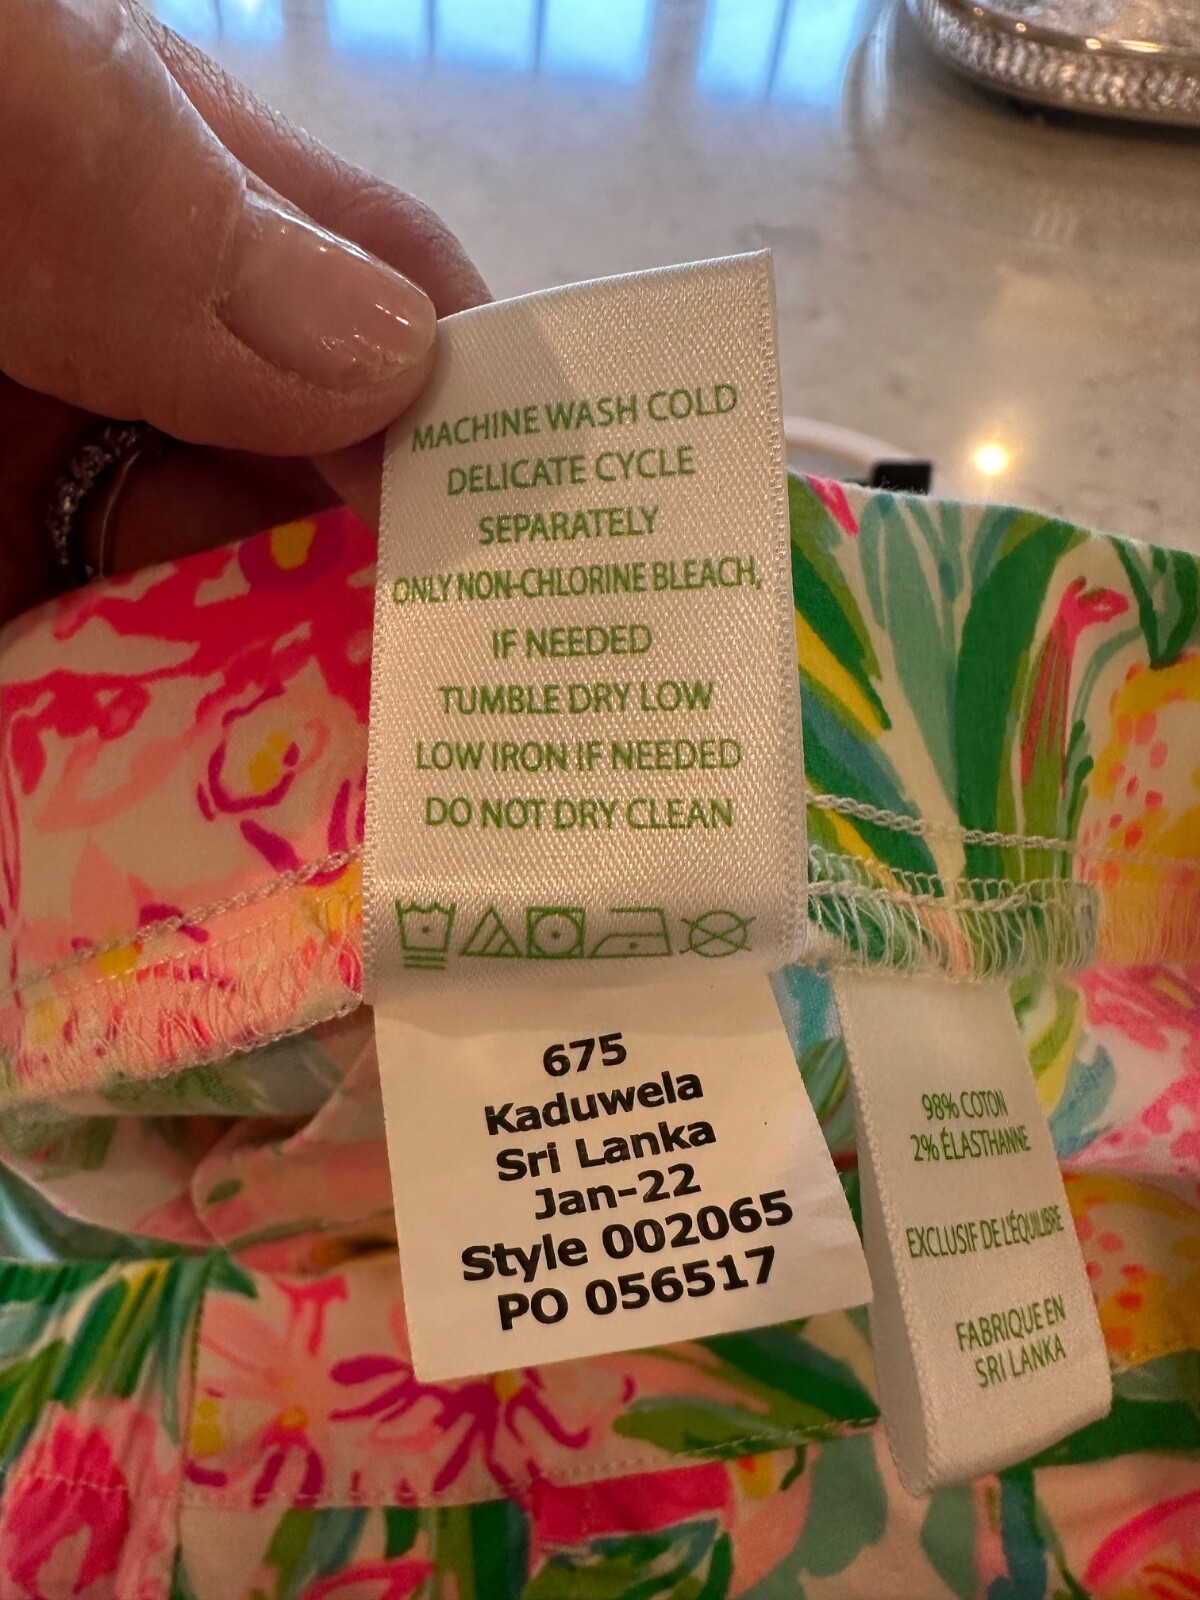 MACHINE WASH COLD
DELICATE CYCLE
SEPARATELY
ONLY NON-CHLORINE BLEACH,
IF NEEDED
TUMBLE DRY LOW
LOW IRON IF NEEDED
DO NOT DRY CLEAN
675
Kaduwela
Sri Lanka
Jan-22
Style 002065
PO 056517
98% COTON
2% ÉLASTHANNE
EXCLUSIF DE L'ÉQUILIBRE
FABRIQUE EN
SRI LANKA